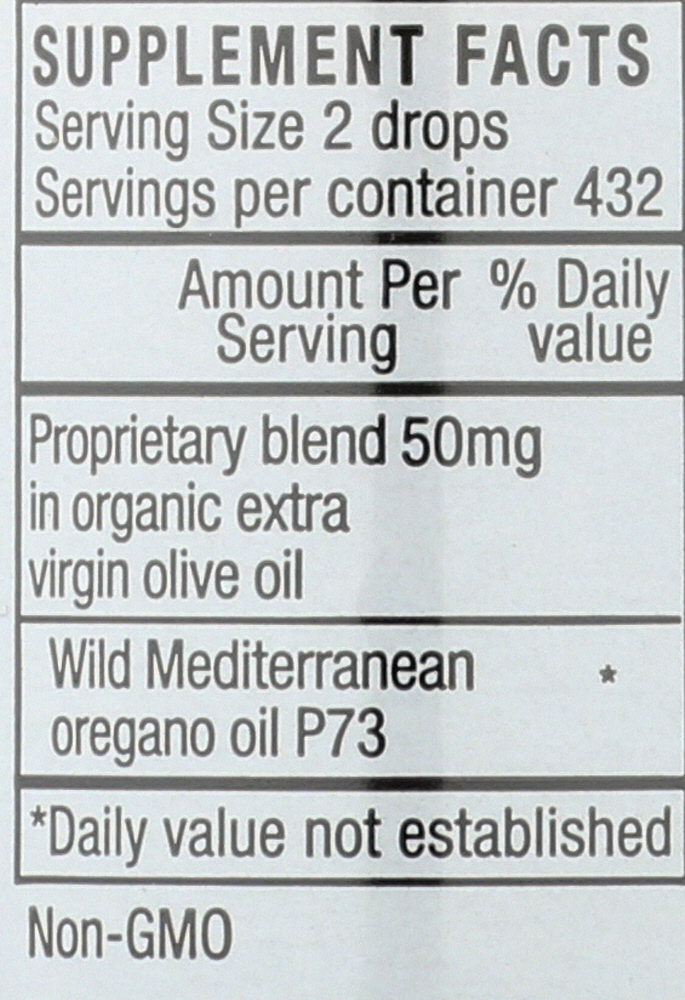 SUPPLEMENT FACTS
Serving Size 2 drops
Servings per container 432
Amount Per % Daily
Serving value
Proprietary blend 50mg
in organic extra
virgin olive oil
Wild Mediterranean *
oregano oil P73
*Daily value not established
Non-GMO